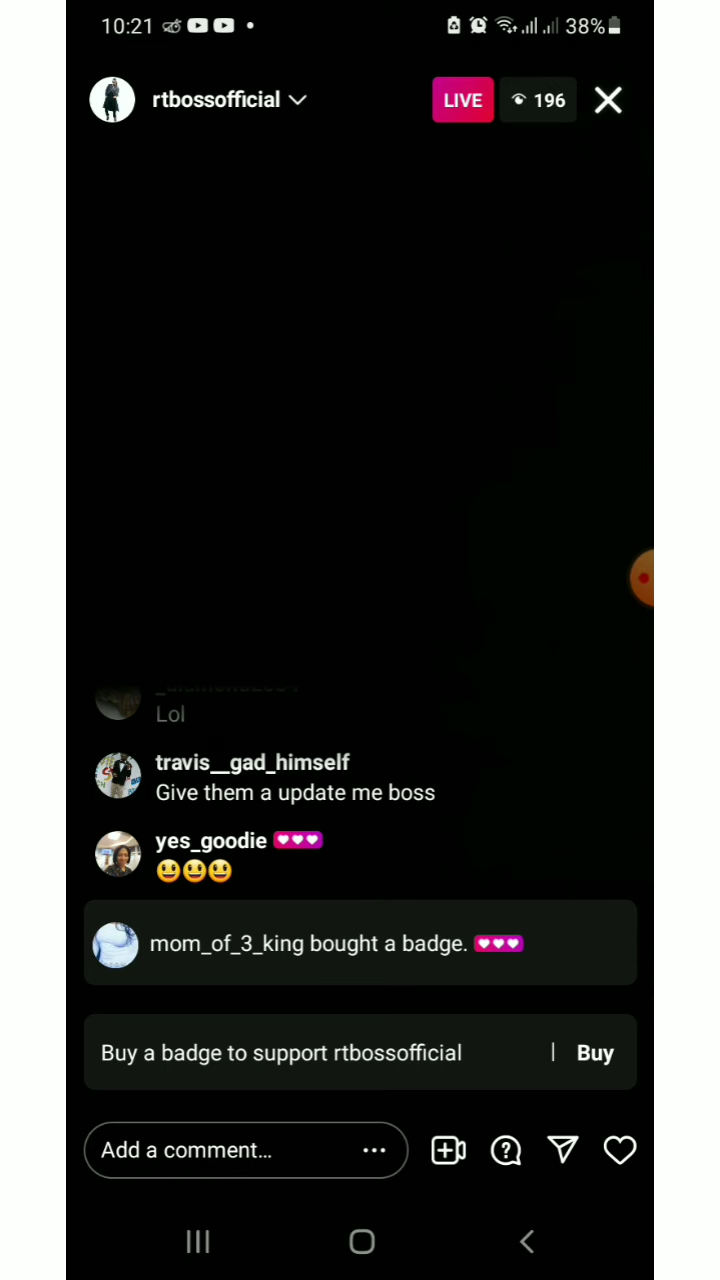 10:21
38%
rtbossofficial
LIVE
196
Lol
travis__gad_himself
Give them a update me boss
yes_goodie
mom_of_3_king bought a badge.
Buy a badge to support rtbossofficial | Buy
Add a comment...